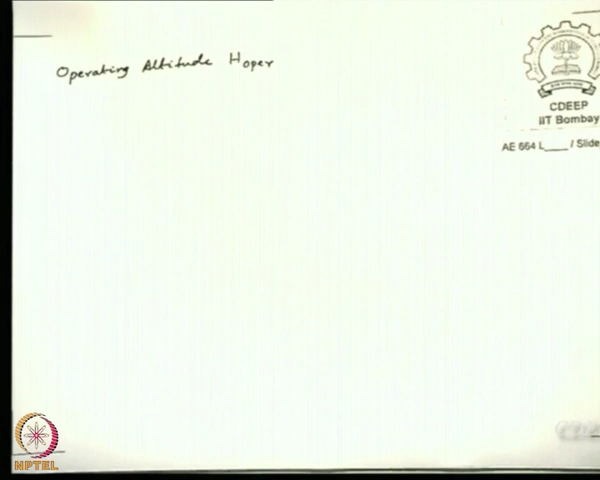 Operating Altitude Hoper
CDEEP
IIT Bombay
AE 664 L____ / Slide
NPTEL